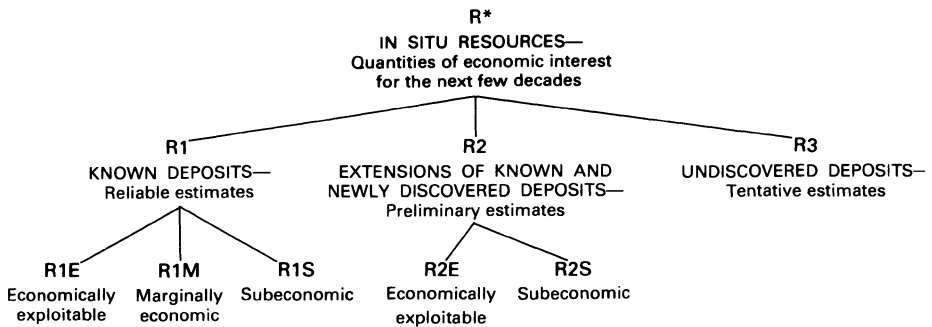 R*
IN SITU RESOURCES—
Quantities of economic interest
for the next few decades
R1
KNOWN DEPOSITS—
Reliable estimates
R2
EXTENSIONS OF KNOWN AND
NEWLY DISCOVERED DEPOSITS—
Preliminary estimates
R3
UNDISCOVERED DEPOSITS—
Tentative estimates
R1E
Economically
exploitable
R1M
Marginally
economic
R1S
Subeconomic
R2E
Economically
exploitable
R2S
Subeconomic